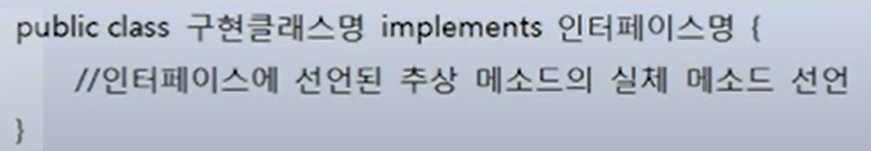 public class 구현클래스명 implements 인터페이스명 {
//인터페이스에 선언된 추상 메소드의 실체 메소드 선언
}